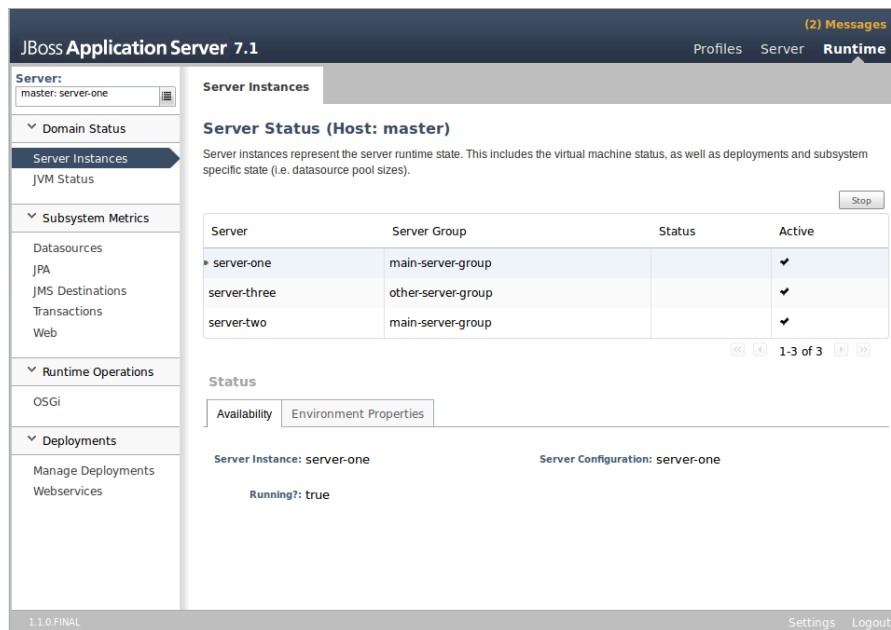 (2) Messages
JBoss Application Server 7.1
Profiles Server Runtime
Server:
master: server-one
Domain Status
Server Instances
JVM Status
Subsystem Metrics
Datasources
JPA
JMS Destinations
Transactions
Web
Runtime Operations
OSGi
Deployments
Manage Deployments
Webservices
Server Instances
Server Status (Host: master)
Server instances represent the server runtime state. This includes the virtual machine status, as well as deployments and subsystem
specific state (i.e. datasource pool sizes).
Stop
Server Server Group Status Active
server-one main-server-group
server-three other-server-group
server-two main-server-group
1-3 of 3
Status
Availability Environment Properties
Server Instance: server-one Server Configuration: server-one
Running?: true
1.1.0.FINAL
Settings Logout